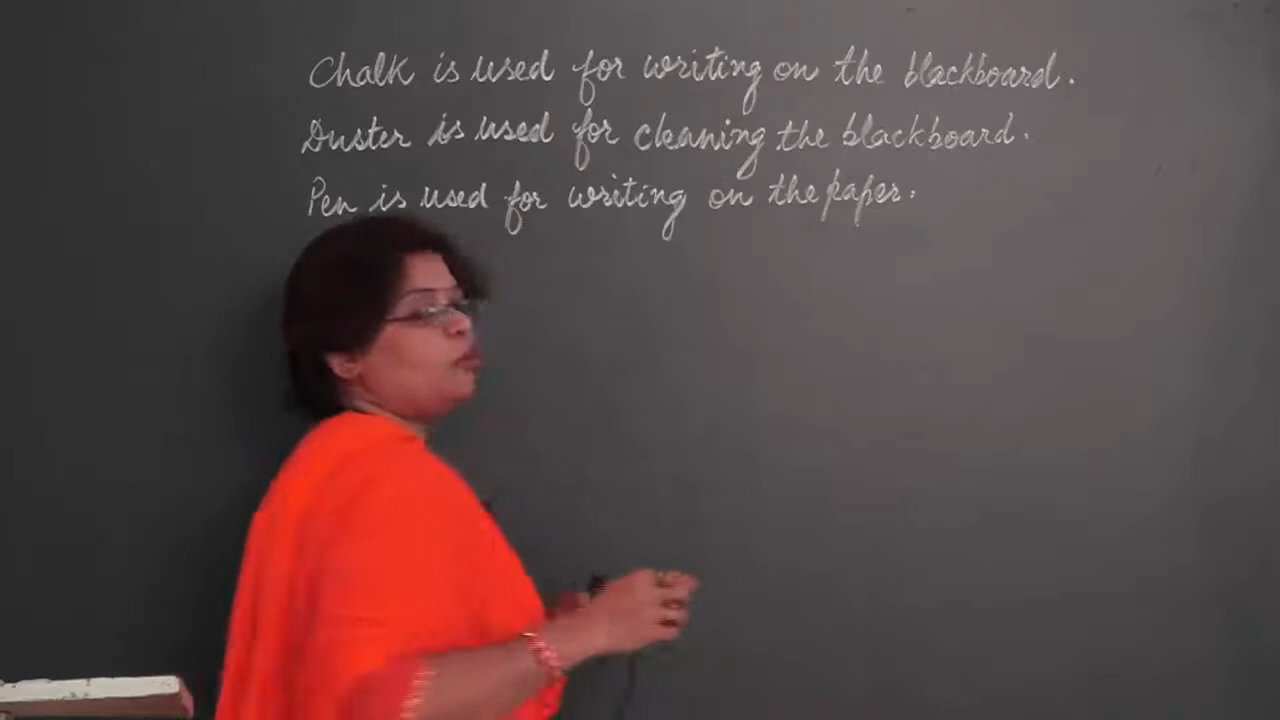 Chalk is used for writing on the blackboard.
Duster is used for cleaning the blackboard.
Pen is used for writing on the paper.